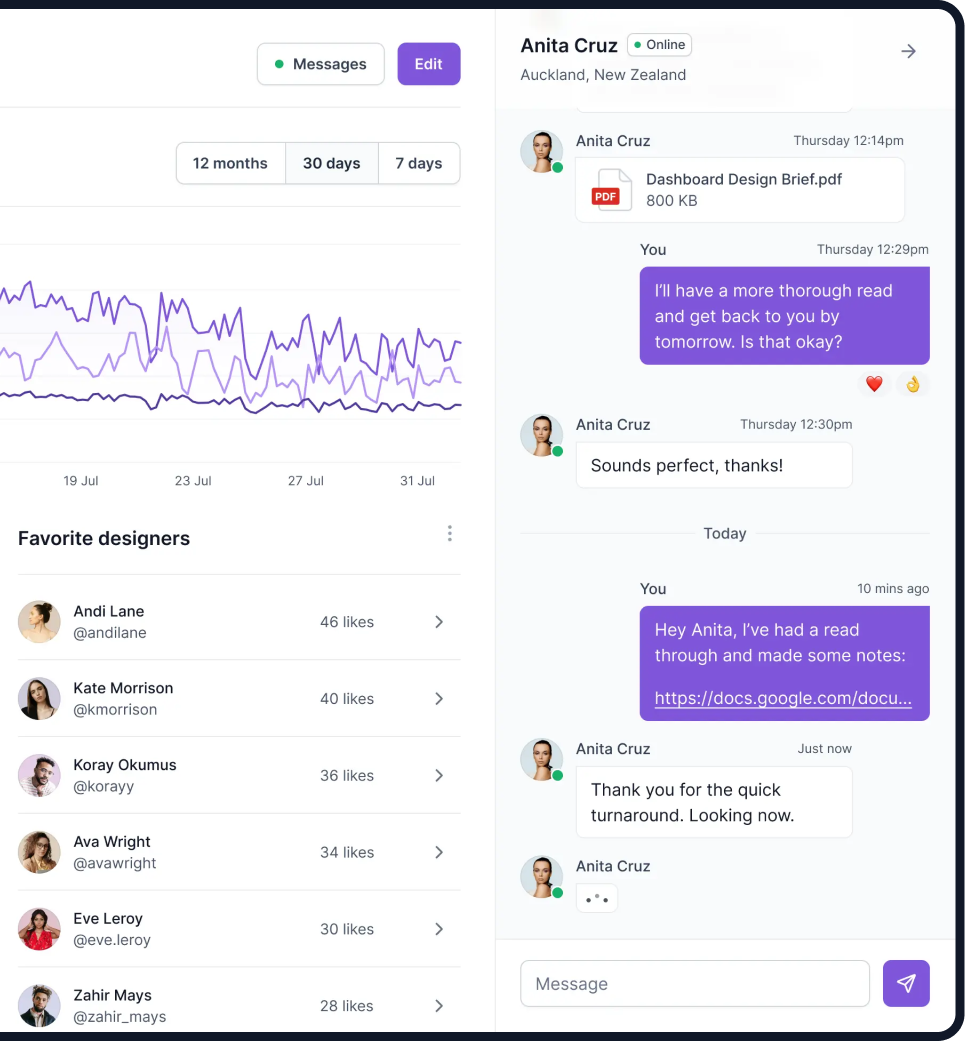 Messages
Edit
12 months
30 days
7 days
19 Jul
23 Jul
27 Jul
31 Jul
Favorite designers
Andi Lane
@andilane
46 likes
Kate Morrison
@kmorrison
40 likes
Koray Okumus
@korayy
36 likes
Ava Wright
@avawright
34 likes
Eve Leroy
@eve.leroy
30 likes
Zahir Mays
@zahir_mays
28 likes
Anita Cruz
Online
Auckland, New Zealand
Anita Cruz
Thursday 12:14pm
PDF
Dashboard Design Brief.pdf
800 KB
You
Thursday 12:29pm
I’ll have a more thorough read
and get back to you by
tomorrow. Is that okay?
Anita Cruz
Thursday 12:30pm
Sounds perfect, thanks!
Today
You
10 mins ago
Hey Anita, I’ve had a read
through and made some notes:
https://docs.google.com/docu...
Anita Cruz
Just now
Thank you for the quick
turnaround. Looking now.
Anita Cruz
Message